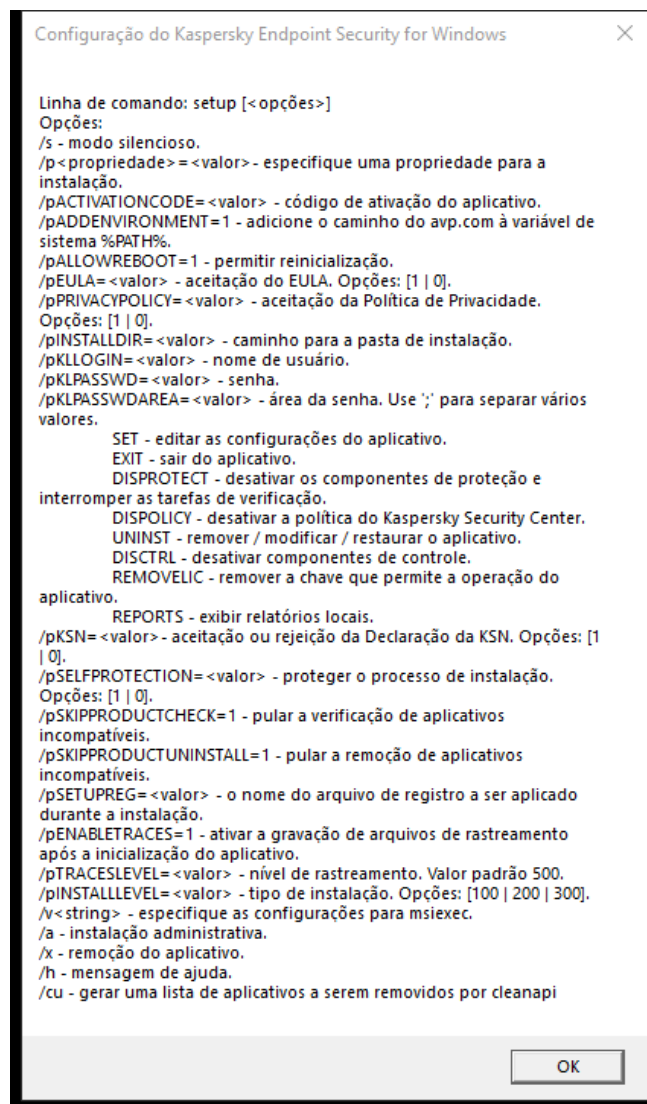 Configuração do Kaspersky Endpoint Security for Windows
Linha de comando: setup [<opções>]
Opções:
/s - modo silencioso.
/p<propriedade>=<valor>- especifique uma propriedade para a
instalação.
/pACTIVATIONCODE=<valor> - código de ativação do aplicativo.
/pADDENVIRONMENT=1 - adicione o caminho do avp.com à variável de
sistema %PATH%.
/pALLOWREBOOT=1 - permitir reinicialização.
/pEULA=<valor> - aceitação do EULA. Opções: [1 | 0].
/pPRIVACYPOLICY=<valor> - aceitação da Política de Privacidade.
Opções: [1 | 0].
/pINSTALLDIR=<valor> - caminho para a pasta de instalação.
/pKLLOGIN=<valor> - nome de usuário.
/pKLPASSWD=<valor> - senha.
/pKLPASSWDAREA=<valor> - área da senha. Use ';' para separar vários
valores.
SET - editar as configurações do aplicativo.
EXIT - sair do aplicativo.
DISPROTECT - desativar os componentes de proteção e
interromper as tarefas de verificação.
DISPOLICY - desativar a política do Kaspersky Security Center.
UNINST - remover / modificar / restaurar o aplicativo.
DISCTRL - desativar componentes de controle.
REMOVELIC - remover a chave que permite a operação do
aplicativo.
REPORTS - exibir relatórios locais.
/pKSN=<valor>- aceitação ou rejeição da Declaração da KSN. Opções: [1
| 0].
/pSELFPROTECTION=<valor> - proteger o processo de instalação.
Opções: [1 | 0].
/pSKIPPRODUCTCHECK=1 - pular a verificação de aplicativos
incompatíveis.
/pSKIPPRODUCTUNINSTALL=1 - pular a remoção de aplicativos
incompatíveis.
/pSETUPREG=<valor> - o nome do arquivo de registro a ser aplicado
durante a instalação.
/pENABLETRACES=1 - ativar a gravação de arquivos de rastreamento
após a inicialização do aplicativo.
/pTRACESLEVEL=<valor> - nível de rastreamento. Valor padrão 500.
/pINSTALLLEVEL=<valor> - tipo de instalação. Opções: [100 | 200 | 300].
/v<string> - especifique as configurações para msiexec.
/a - instalação administrativa.
/x - remoção do aplicativo.
/h - mensagem de ajuda.
/cu - gerar uma lista de aplicativos a serem removidos por cleanapi
OK